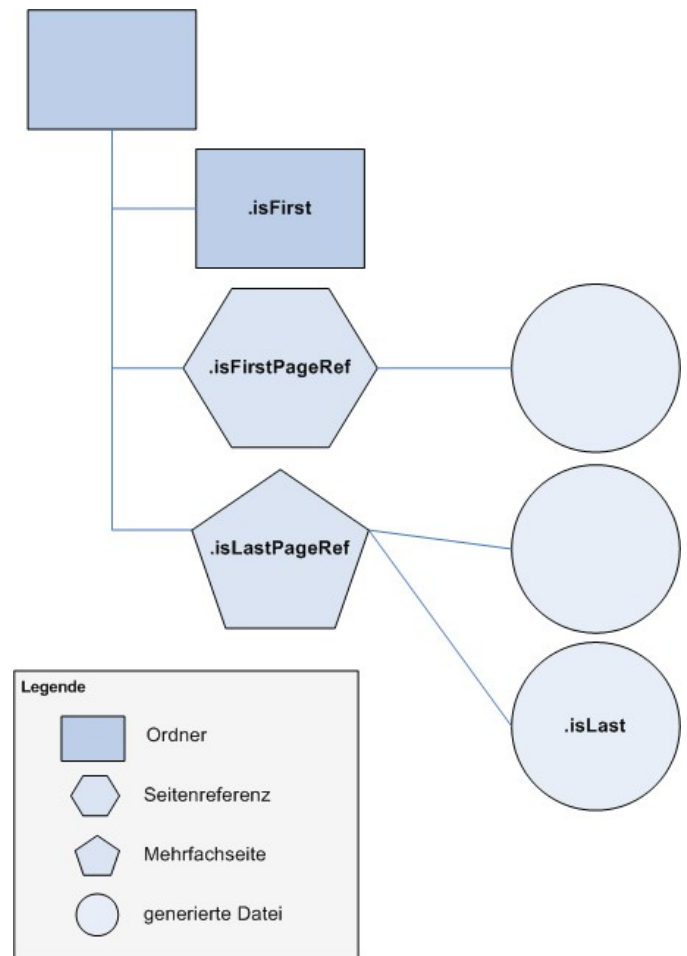 .isFirst
.isFirstPageRef
.isLastPageRef
.isLast
Legende
Ordner
Seitenreferenz
Mehrfachseite
generierte Datei